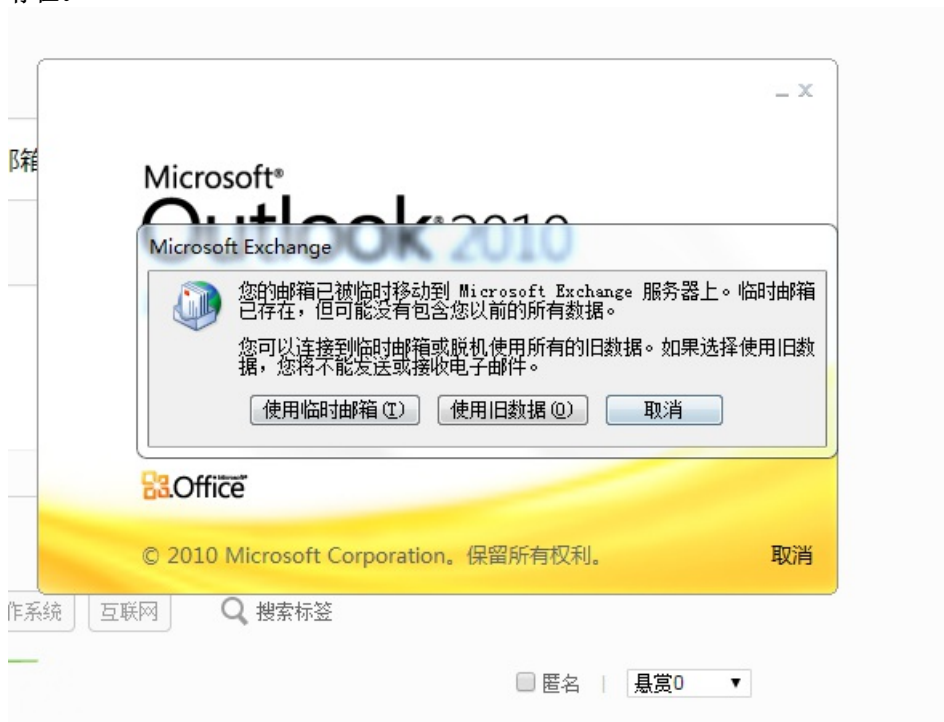 邮箱
Microsoft®
Outlook 2010
Microsoft Exchange
您的邮箱已被临时移动到 Microsoft Exchange 服务器上。临时邮箱
已存在，但可能没有包含您以前的所有数据。
您可以连接到临时邮箱或脱机使用所有的旧数据。如果选择使用旧数
据，您将不能发送或接收电子邮件。
使用临时邮箱(T) 使用旧数据(O) 取消
Office
© 2010 Microsoft Corporation。保留所有权利。 取消
作系统 互联网 搜索标签
匿名 | 悬赏0